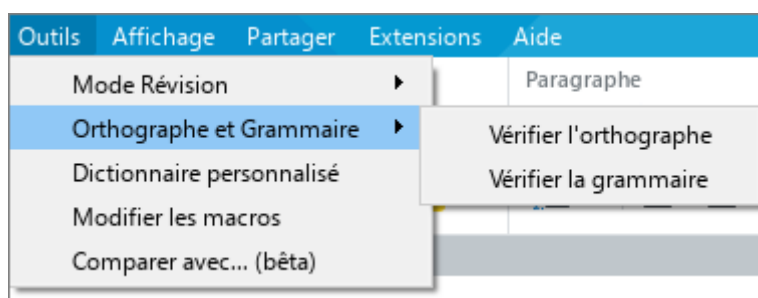 Outils Affichage Partager Extensions Aide
Paragraphe
Mode Révision
Orthographe et Grammaire
Vérifier l'orthographe
Dictionnaire personnalisé
Vérifier la grammaire
Modifier les macros
Comparer avec... (bêta)